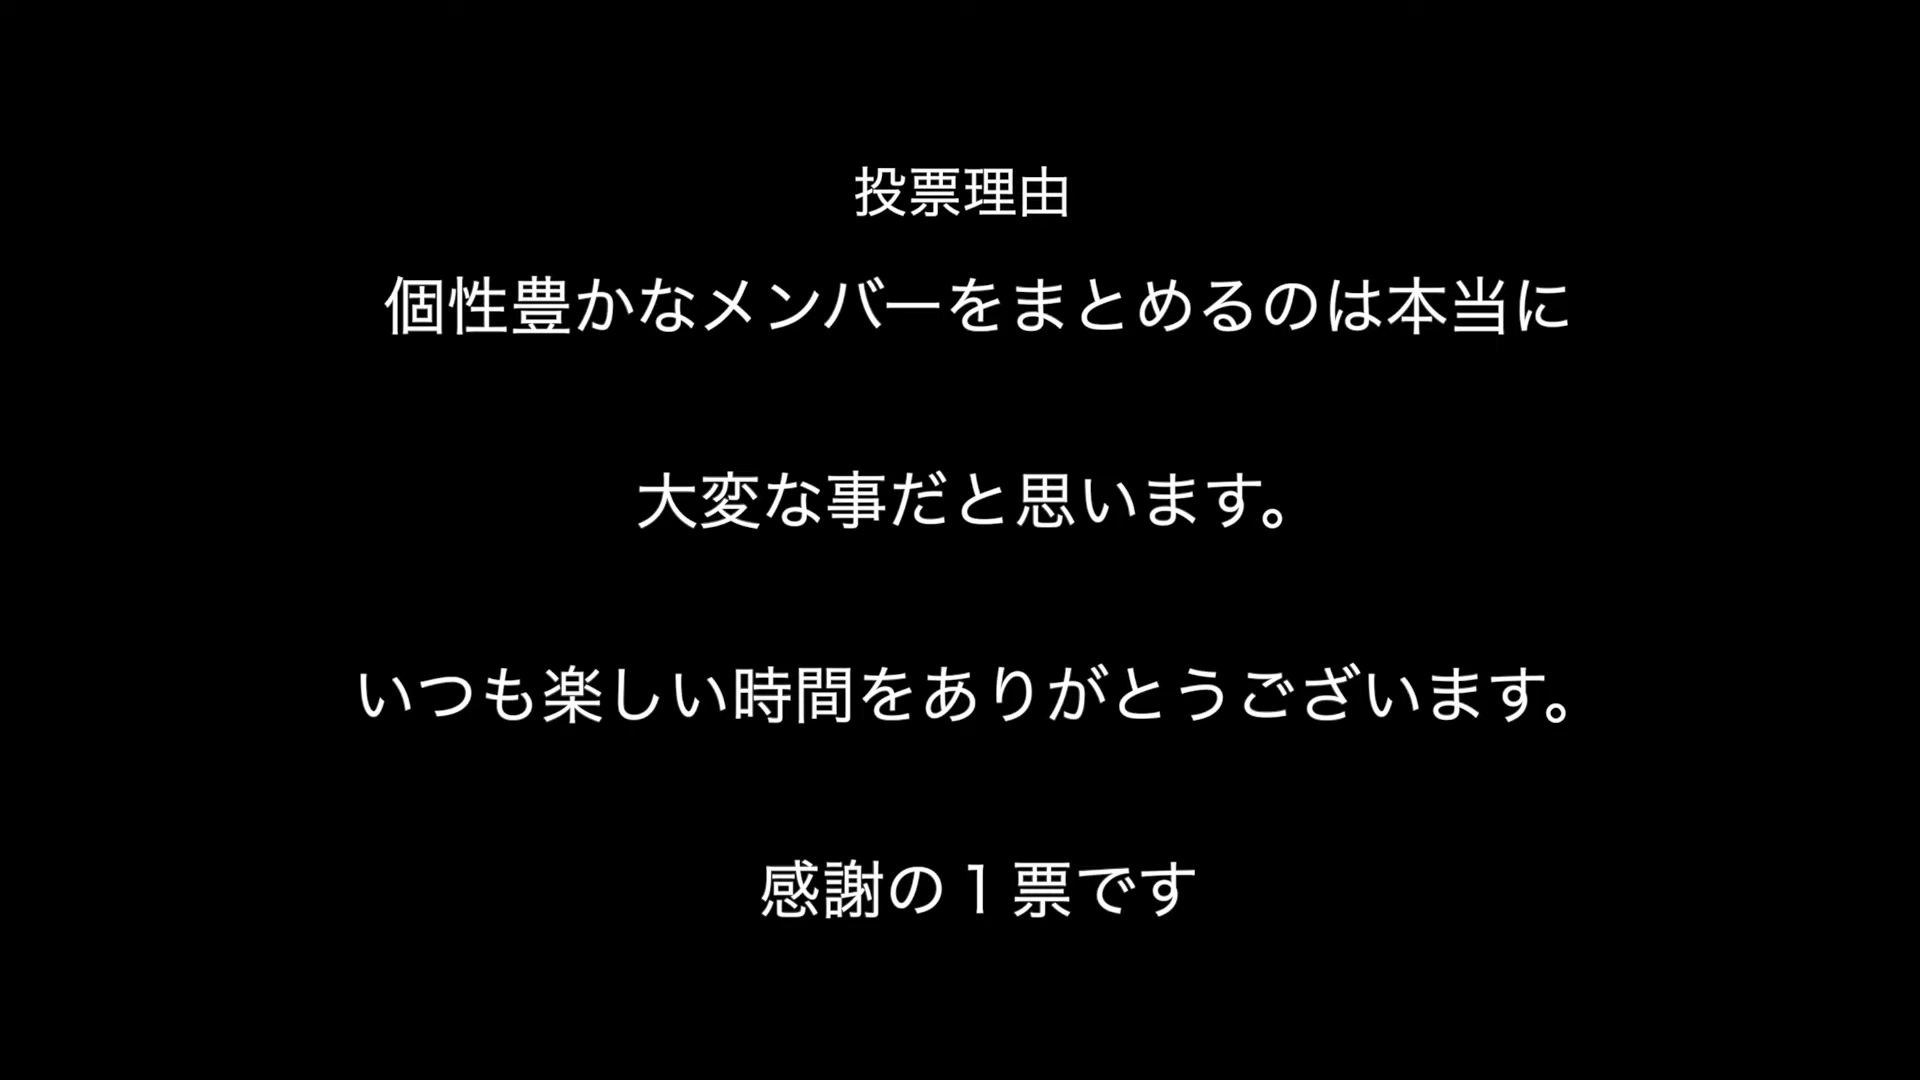 投票理由
個性豊かなメンバーをまとめるのは本当に
大変な事だと思います。
いつも楽しい時間をありがとうございます。
感謝の１票です